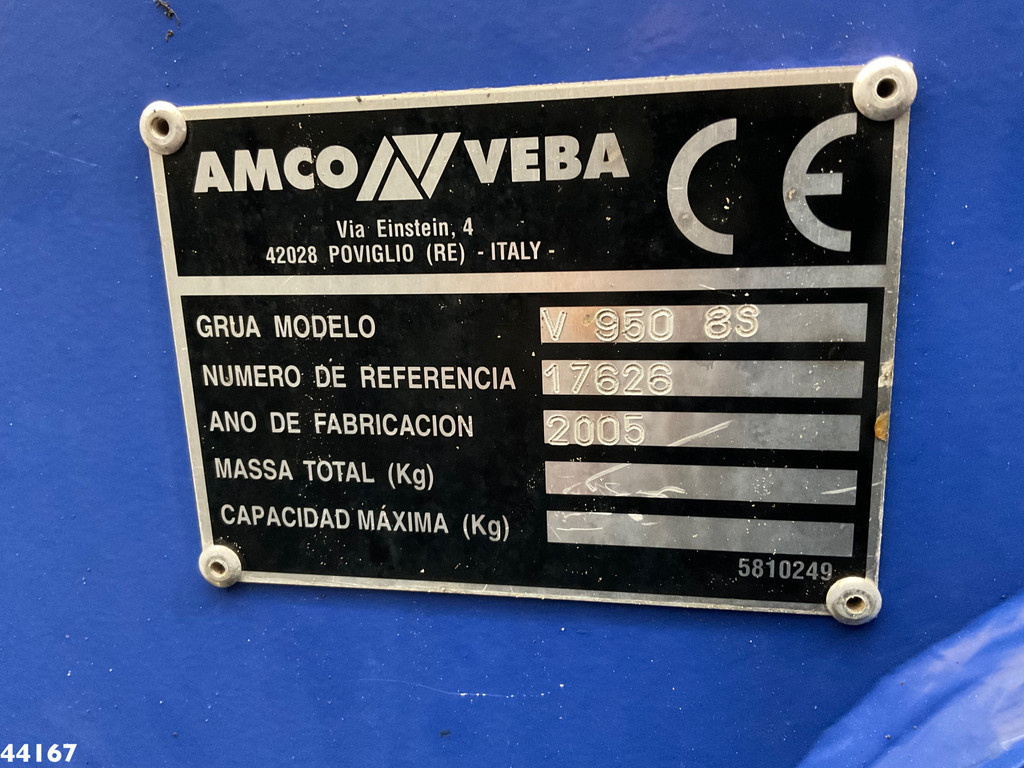 AMCO VEBA
CE
Via Einstein, 4
42028 POVIGLIO (RE) - ITALY -
GRUA MODELO V 950 8S
NUMERO DE REFERENCIA 17626
ANO DE FABRICACION 2005
MASSA TOTAL (Kg)
CAPACIDAD MÁXIMA (Kg)
5810249
44167